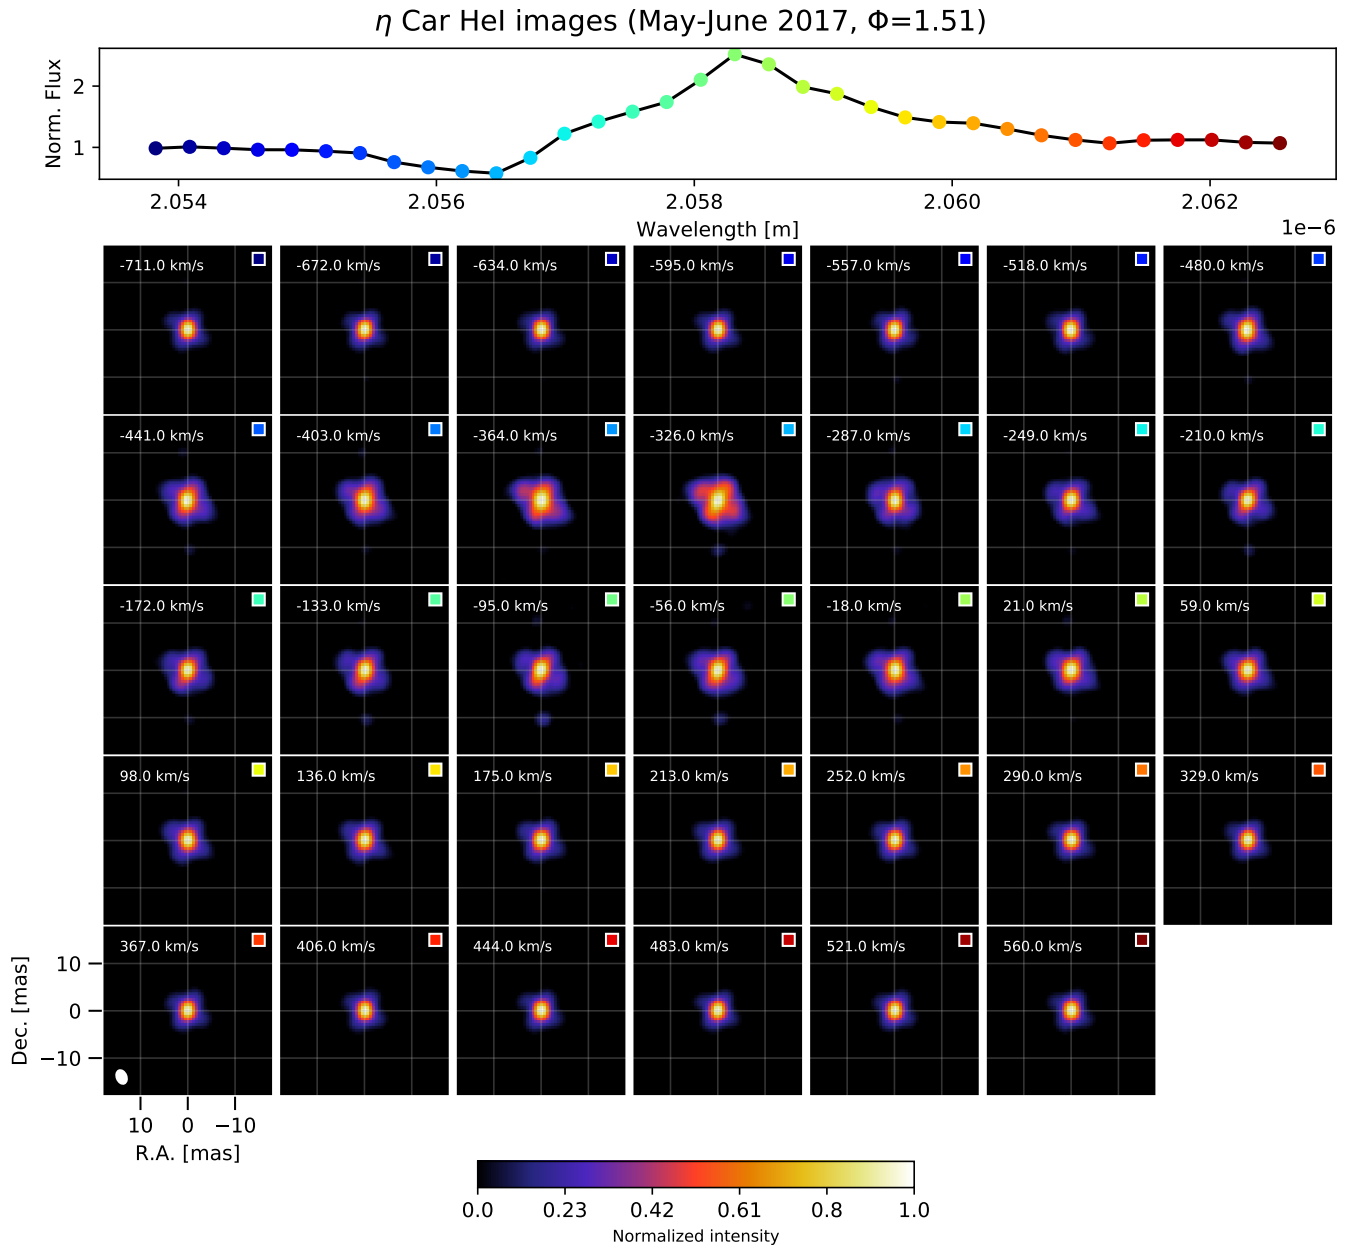 η Car HeI images (May-June 2017, Φ=1.51)
Norm. Flux
2
1
2.054 2.056 2.058 2.060 2.062
Wavelength [m]
1e−6
-711.0 km/s -672.0 km/s -634.0 km/s -595.0 km/s -557.0 km/s -518.0 km/s -480.0 km/s
-441.0 km/s -403.0 km/s -364.0 km/s -326.0 km/s -287.0 km/s -249.0 km/s -210.0 km/s
-172.0 km/s -133.0 km/s -95.0 km/s -56.0 km/s -18.0 km/s 21.0 km/s 59.0 km/s
98.0 km/s 136.0 km/s 175.0 km/s 213.0 km/s 252.0 km/s 290.0 km/s 329.0 km/s
367.0 km/s 406.0 km/s 444.0 km/s 483.0 km/s 521.0 km/s 560.0 km/s
Dec. [mas]
10
0
−10
10 0 −10
R.A. [mas]
0.0 0.23 0.42 0.61 0.8 1.0
Normalized intensity